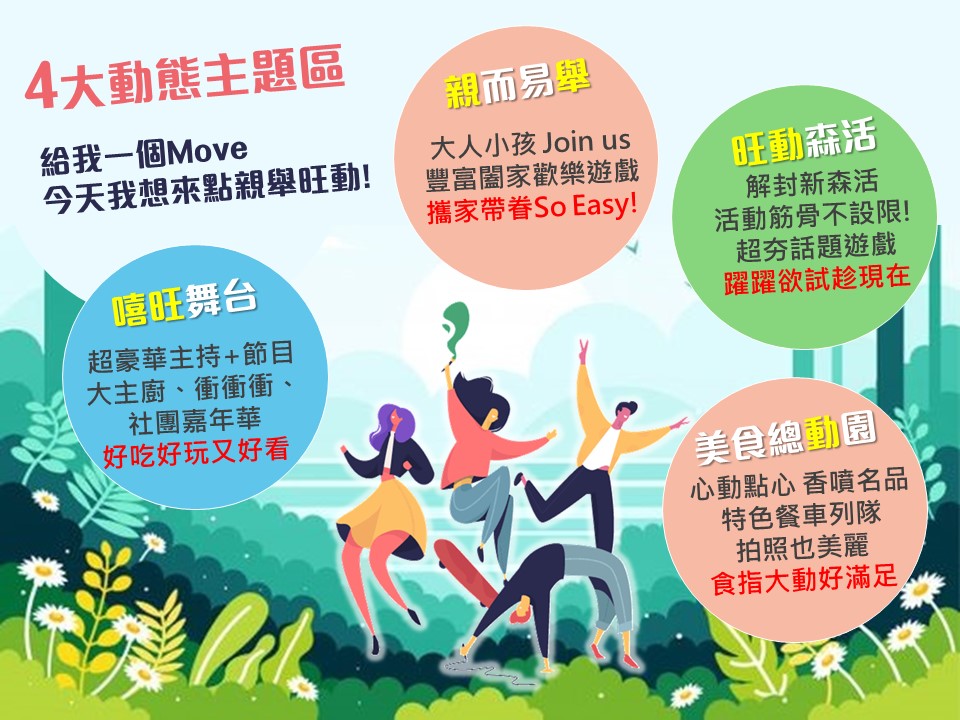 4大動態主題區
給我一個Move
今天我想來點親舉旺動!
親而易舉
大人小孩 Join us
豐富闔家歡樂遊戲
攜家帶眷So Easy!
旺動森活
解封新森活
活動筋骨不設限!
超夯話題遊戲
躍躍欲試趁現在
嘻旺舞台
超豪華主持+節目
大主廚、衝衝衝、
社團嘉年華
好吃好玩又好看
美食總動園
心動點心 香噴名品
特色餐車列隊
拍照也美麗
食指大動好滿足